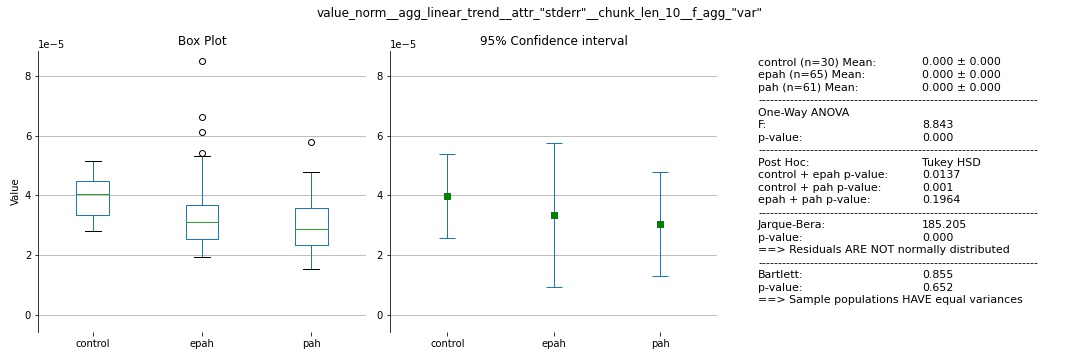 value_norm__agg_linear_trend__attr_"stderr"__chunk_len_10__f_agg_"var"
1e−5
Box Plot
8
6
4
2
0
Value
control epah pah
1e−5
95% Confidence interval
8
6
4
2
0
control epah pah
control (n=30) Mean: 0.000 ± 0.000
epah (n=65) Mean: 0.000 ± 0.000
pah (n=61) Mean: 0.000 ± 0.000
One-Way ANOVA
F: 8.843
p-value: 0.000
Post Hoc: Tukey HSD
control + epah p-value: 0.0137
control + pah p-value: 0.001
epah + pah p-value: 0.1964
Jarque-Bera: 185.205
p-value: 0.000
==> Residuals ARE NOT normally distributed
Bartlett: 0.855
p-value: 0.652
==> Sample populations HAVE equal variances